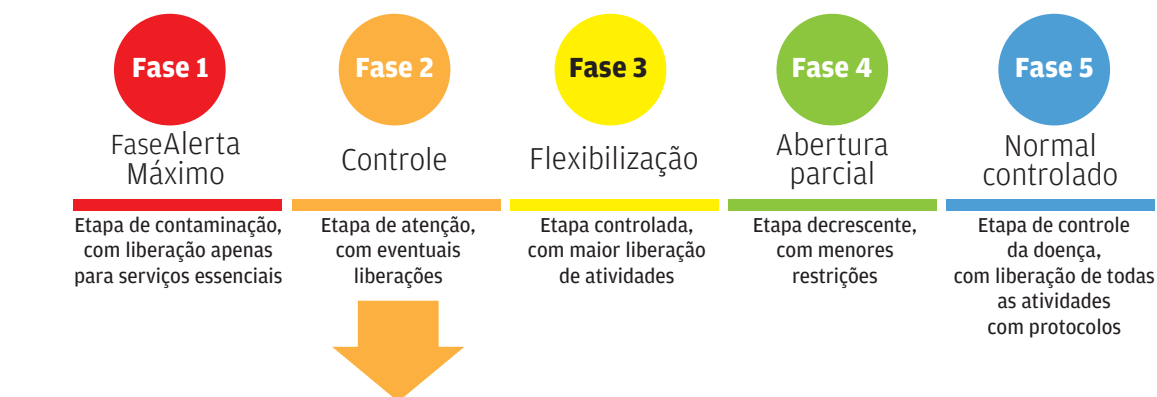 Fase 1
FaseAlerta
Máximo
Etapa de contaminação,
com liberação apenas
para serviços essenciais
Fase 2
Controle
Etapa de atenção,
com eventuais
liberações
Fase 3
Flexibilização
Etapa controlada,
com maior liberação
de atividades
Fase 4
Abertura
parcial
Etapa decrescente,
com menores
restrições
Fase 5
Normal
controlado
Etapa de controle
da doença,
com liberação de todas
as atividades
com protocolos